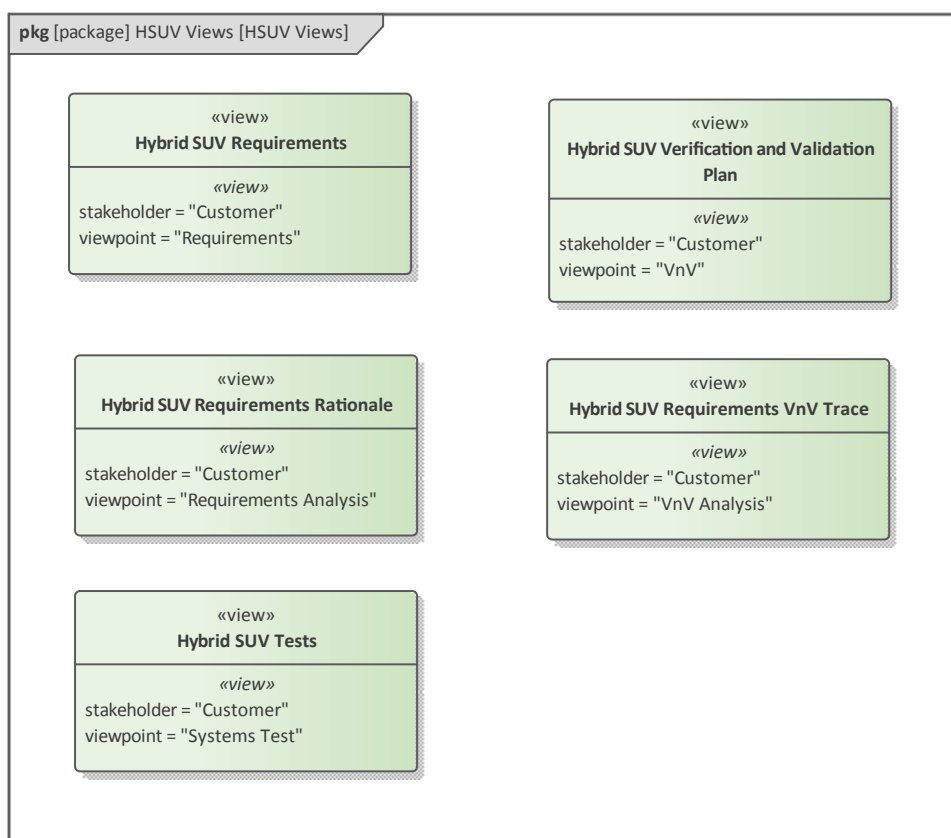 pkg [package] HSUV Views [HSUV Views]
«view»
Hybrid SUV Requirements
«view»
stakeholder = "Customer"
viewpoint = "Requirements"
«view»
Hybrid SUV Verification and Validation
Plan
«view»
stakeholder = "Customer"
viewpoint = "VnV"
«view»
Hybrid SUV Requirements Rationale
«view»
stakeholder = "Customer"
viewpoint = "Requirements Analysis"
«view»
Hybrid SUV Requirements VnV Trace
«view»
stakeholder = "Customer"
viewpoint = "VnV Analysis"
«view»
Hybrid SUV Tests
«view»
stakeholder = "Customer"
viewpoint = "Systems Test"